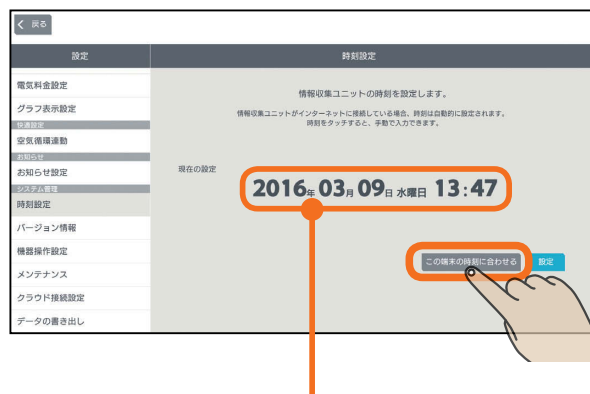 戻る
設定
時刻設定
電気料金設定
グラフ表示設定
快適設定
空気循環連動
お知らせ
お知らせ設定
システム管理
時刻設定
バージョン情報
機器操作設定
メンテナンス
クラウド接続設定
データの書き出し
情報収集ユニットの時刻を設定します。
情報収集ユニットがインターネットに接続している場合、時刻は自動的に設定されます。
時刻をタッチすると、手動で入力できます。
現在の設定
2016年 03月 09日 水曜日 13:47
この端末の時刻に合わせる
設定